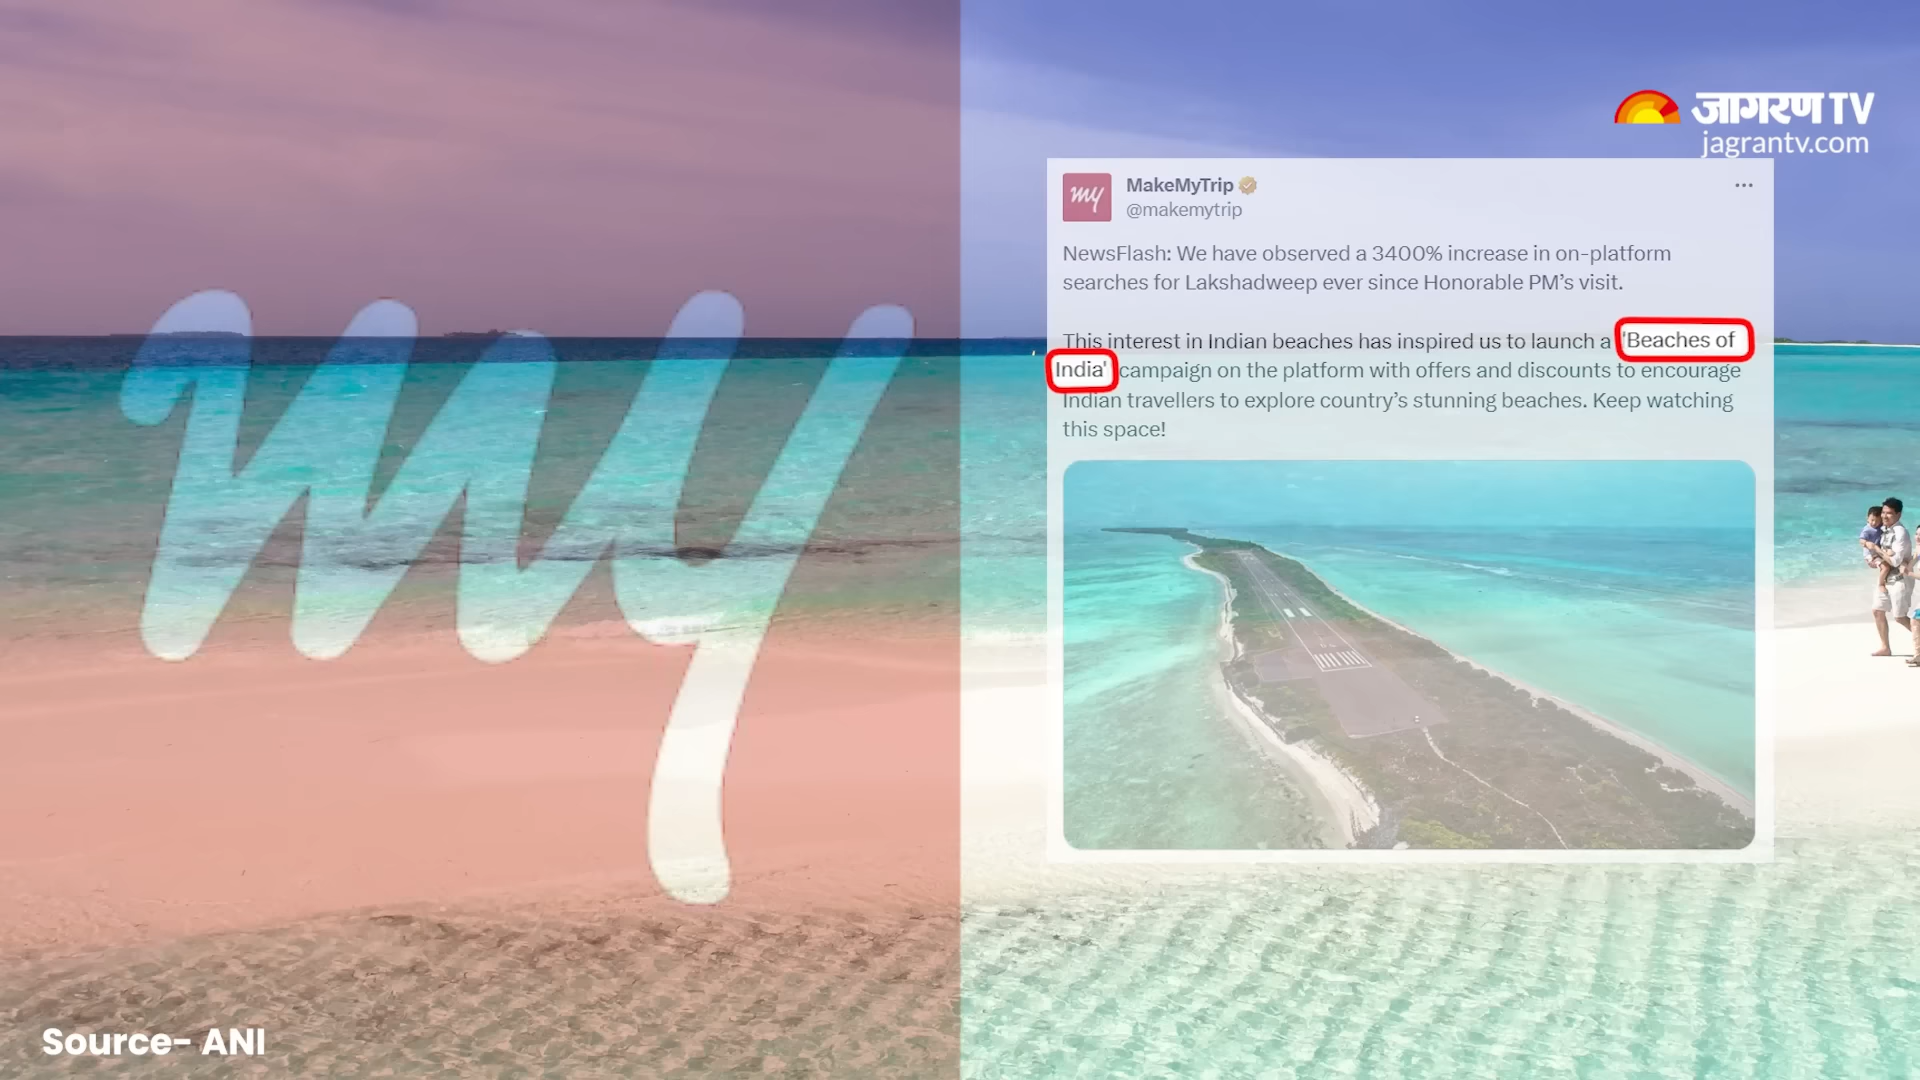 my
जागरण TV
jagrantv.com
my
MakeMyTrip
@makemytrip
NewsFlash: We have observed a 3400% increase in on-platform
searches for Lakshadweep ever since Honorable PM’s visit.
This interest in Indian beaches has inspired us to launch a 'Beaches of
India' campaign on the platform with offers and discounts to encourage
Indian travellers to explore country’s stunning beaches. Keep watching
this space!
Source- ANI